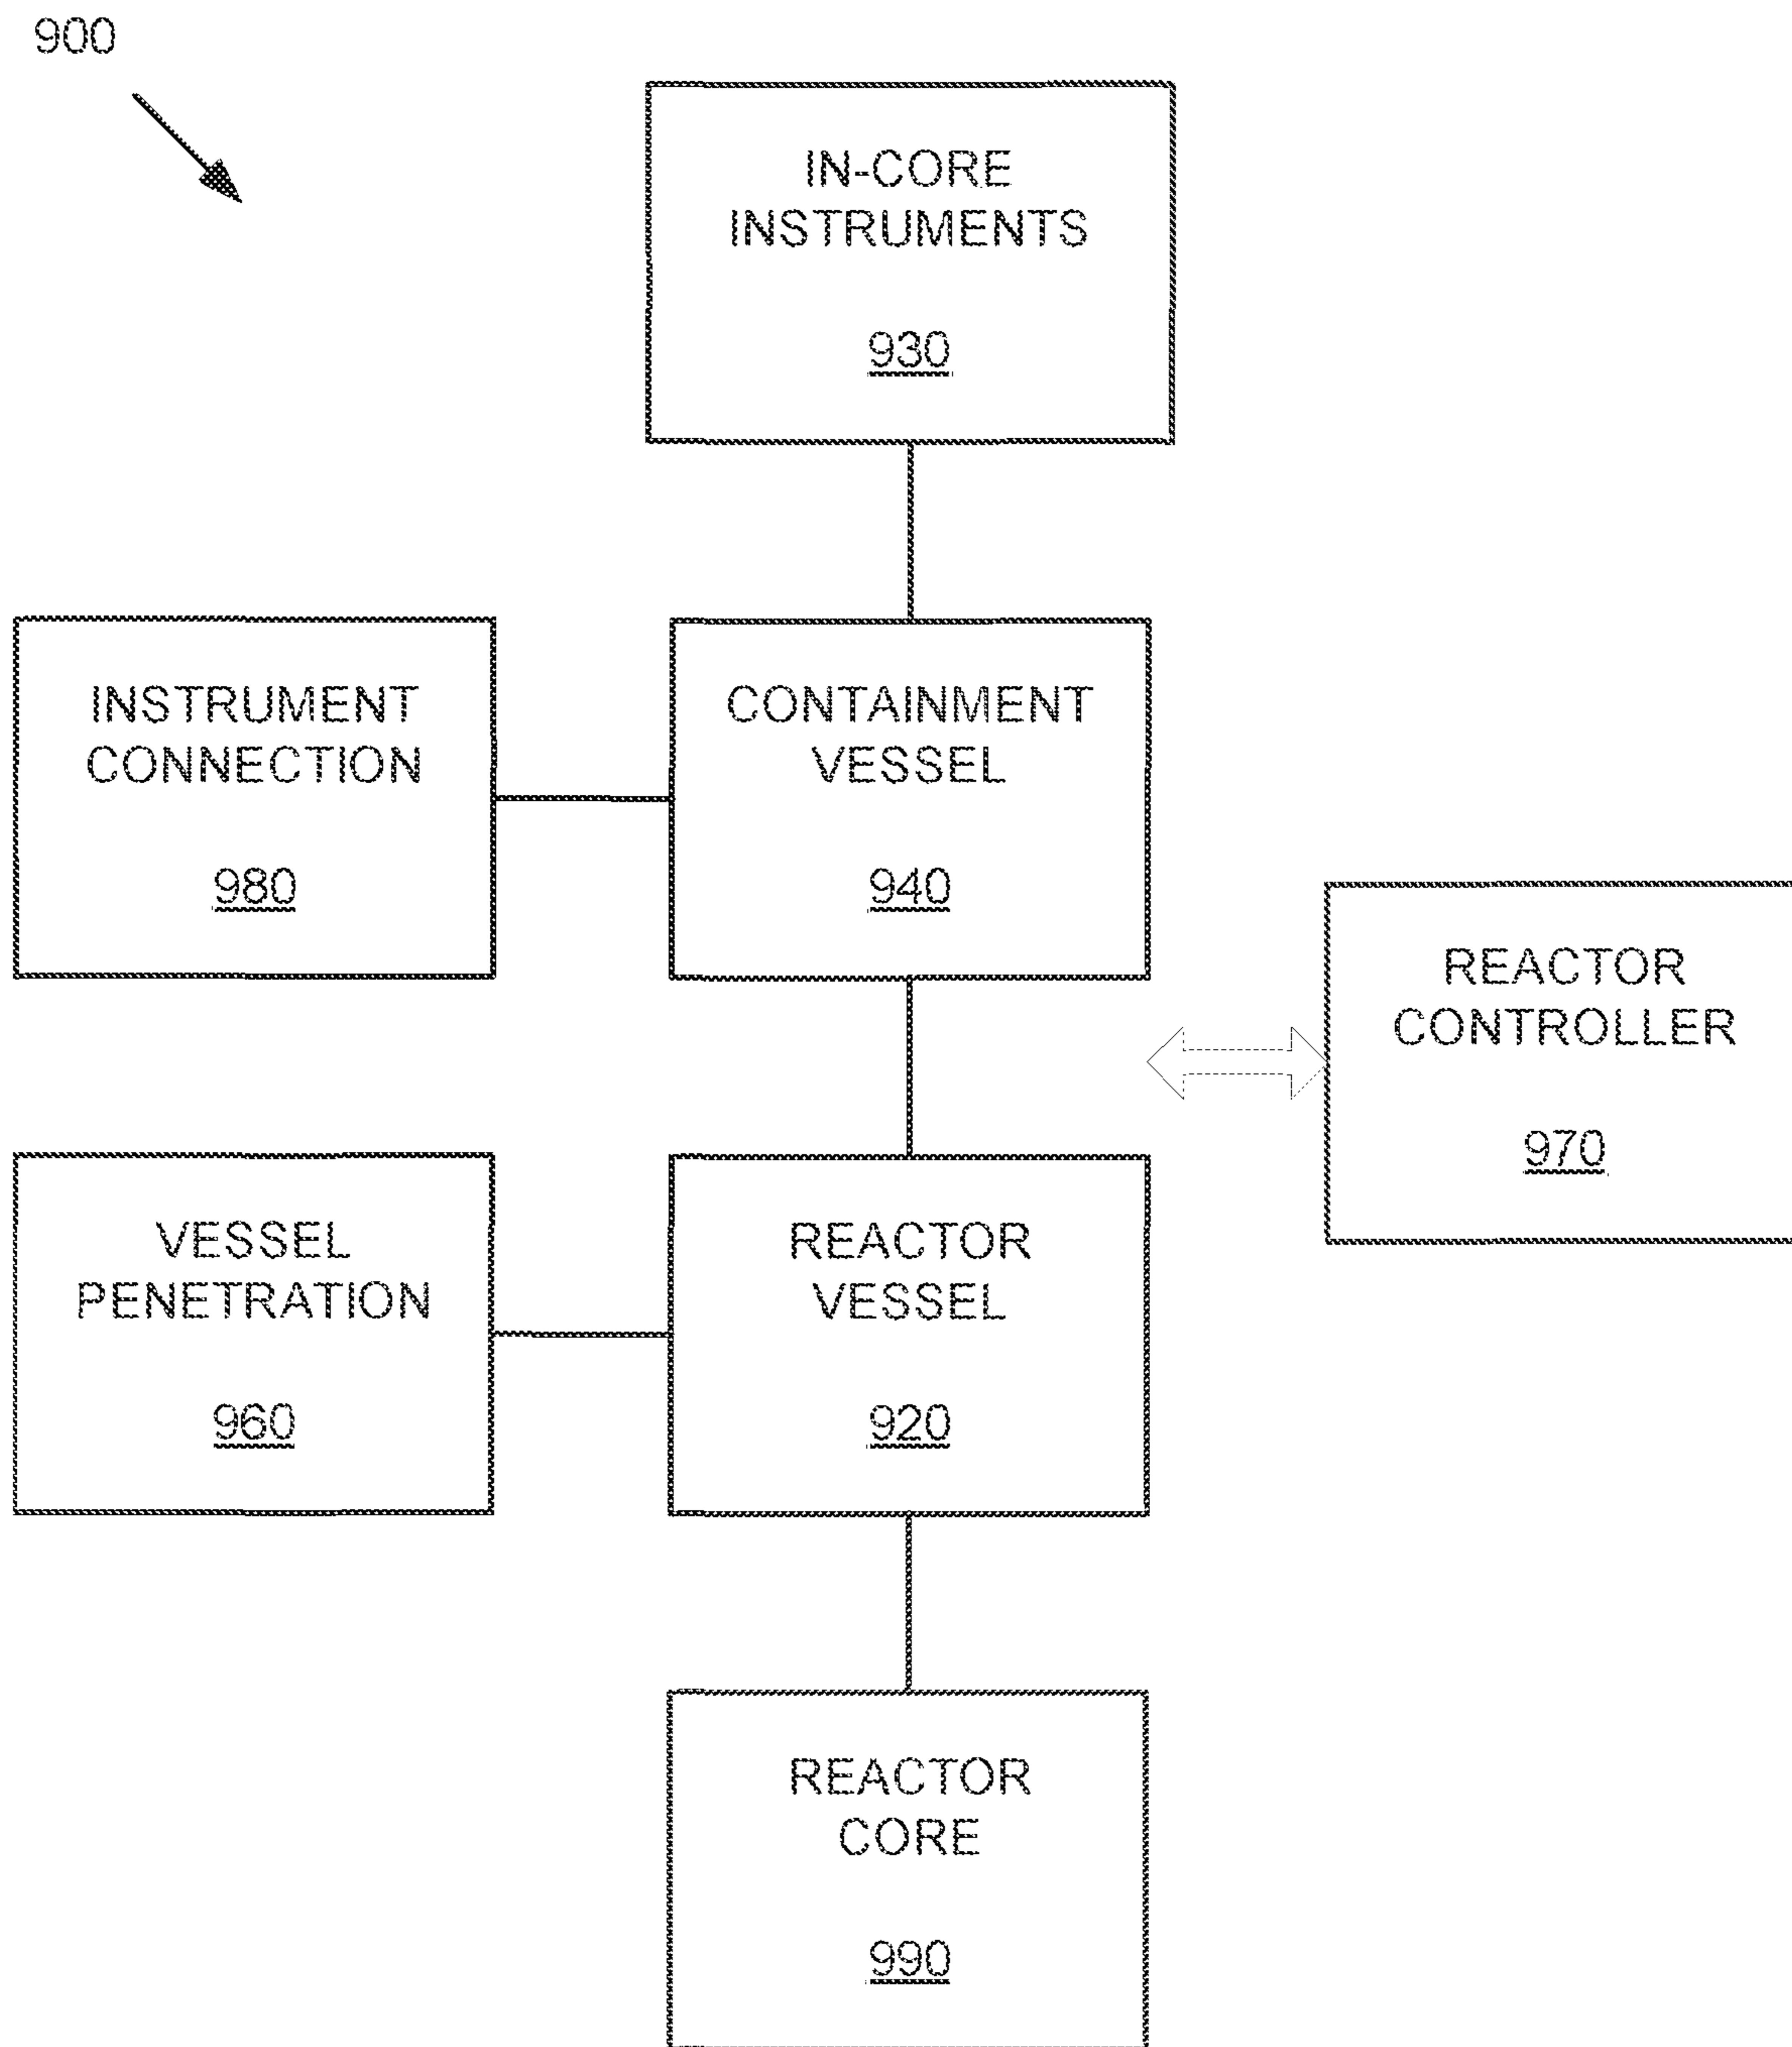 900
IN-CORE
INSTRUMENTS
930
INSTRUMENT
CONNECTION
980
CONTAINMENT
VESSEL
940
REACTOR
CONTROLLER
970
VESSEL
PENETRATION
960
REACTOR
VESSEL
920
REACTOR
CORE
990